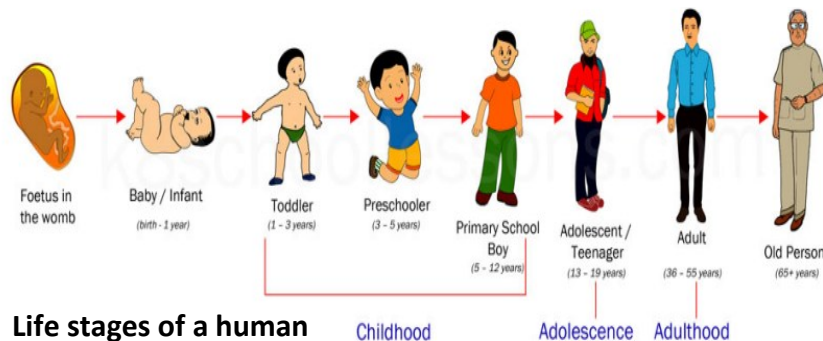 Foetus in
the womb
Baby / Infant
(birth - 1 year)
Toddler
(1 – 3 years)
Preschooler
(3 – 5 years)
Primary School
Boy
(5 – 12 years)
Adolescent /
Teenager
(13 – 19 years)
Adult
(36 – 55 years)
Old Person
(65+ years)
Life stages of a human
Childhood
Adolescence
Adulthood